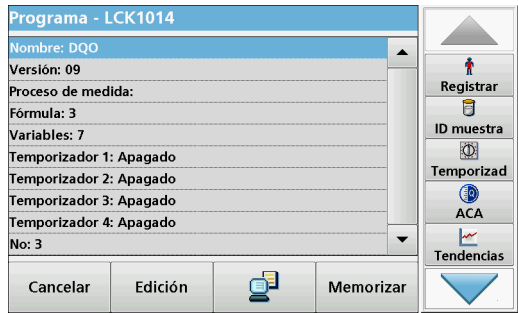 Programa - LCK1014
Nombre: DQO
Versión: 09
Proceso de medida:
Fórmula: 3
Variables: 7
Temporizador 1: Apagado
Temporizador 2: Apagado
Temporizador 3: Apagado
Temporizador 4: Apagado
No: 3
Cancelar
Edición
Memorizar
Registrar
ID muestra
Temporizad
ACA
Tendencias